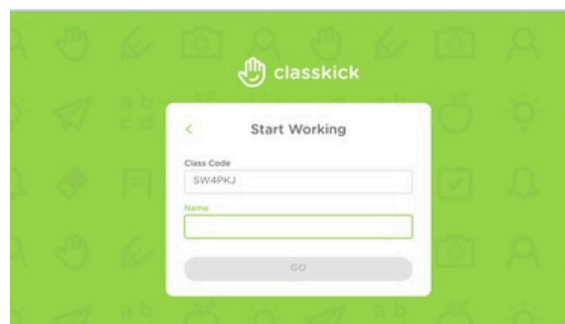 classkick
Start Working
Class Code
SW4PKJ
Name
GO